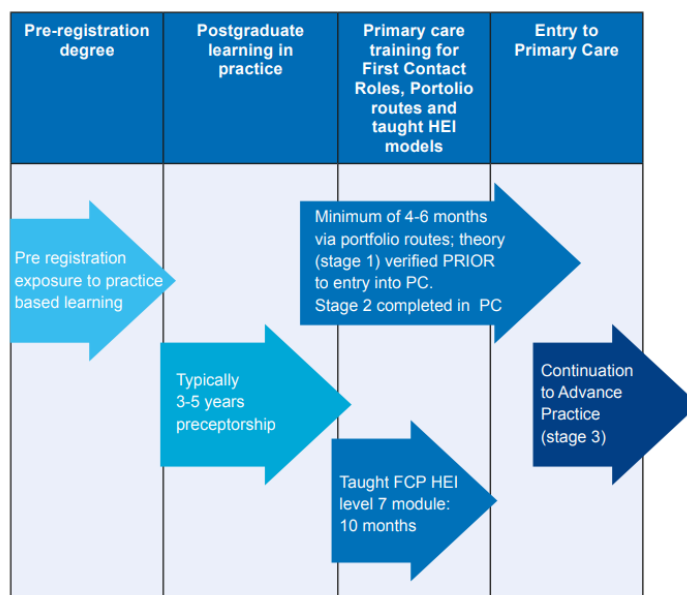 Pre-registration
degree
Postgraduate
learning in
practice
Primary care
training for
First Contact
Roles, Portolio
routes and
taught HEI
models
Entry to
Primary Care
Pre registration
exposure to practice
based learning
Minimum of 4-6 months
via portfolio routes; theory
(stage 1) verified PRIOR
to entry into PC.
Stage 2 completed in PC
Typically
3-5 years
preceptorship
Continuation
to Advance
Practice
(stage 3)
Taught FCP HEI
level 7 module:
10 months